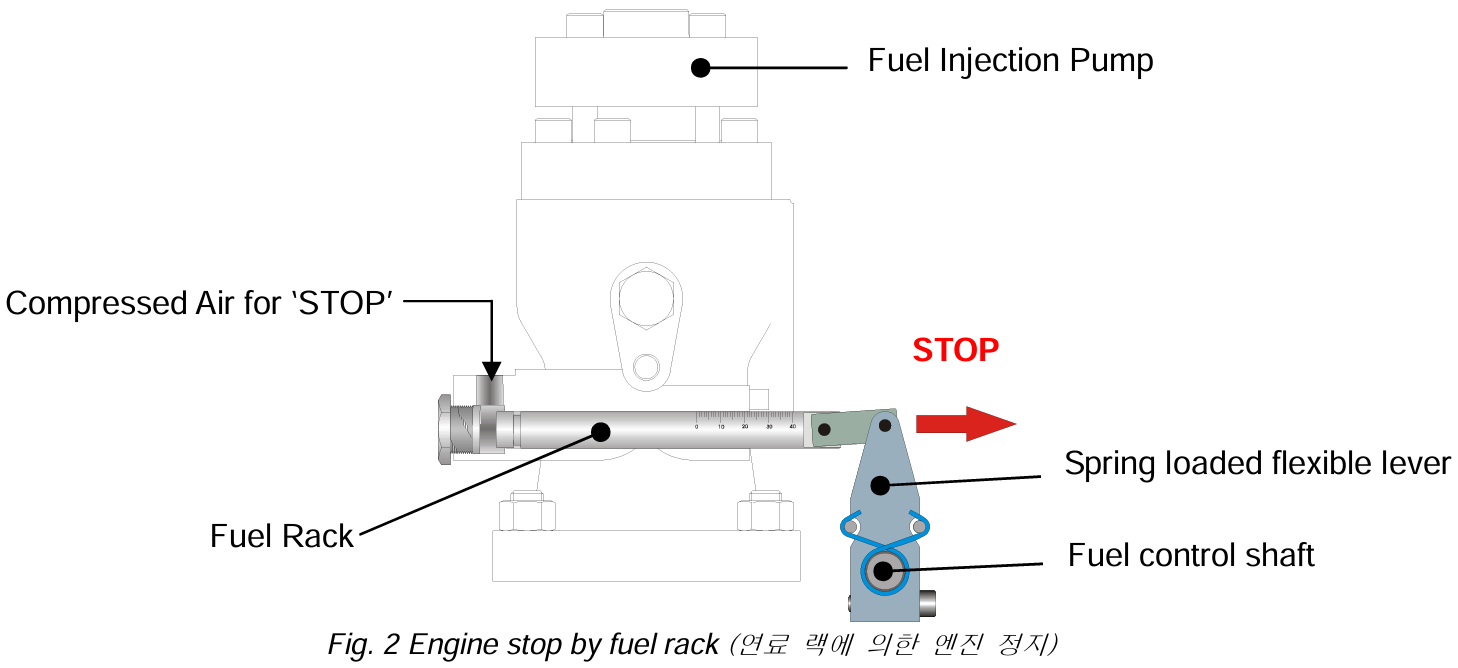 Fuel Injection Pump
Compressed Air for ‘STOP’
STOP
0 10 20 30 40
Spring loaded flexible lever
Fuel Rack
Fuel control shaft
Fig. 2 Engine stop by fuel rack (연료 랙에 의한 엔진 정지)